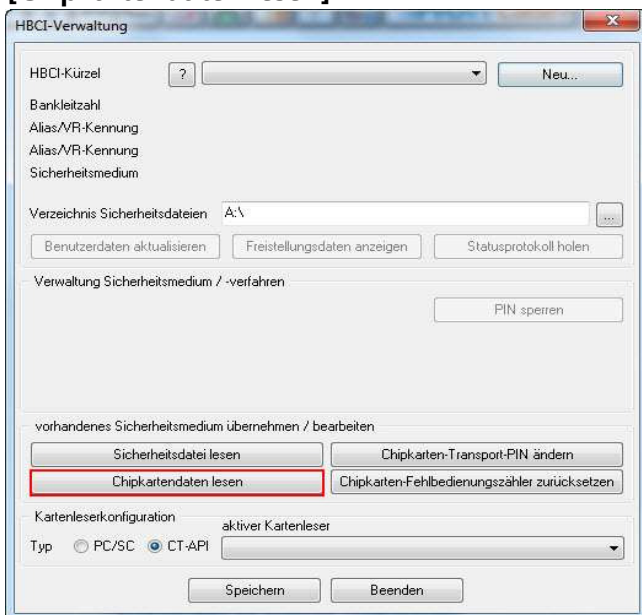 HBCI-Verwaltung
HBCI-Kürzel ? Neu...
Bankleitzahl
Alias/VR-Kennung
Alias/VR-Kennung
Sicherheitsmedium
Verzeichnis Sicherheitsdateien A:\ ...
Benutzerdaten aktualisieren Freistellungsdaten anzeigen Statusprotokoll holen
Verwaltung Sicherheitsmedium / -verfahren
PIN sperren
vorhandenes Sicherheitsmedium übernehmen / bearbeiten
Sicherheitsdatei lesen Chipkarten-Transport-PIN ändern
Chipkartendaten lesen Chipkarten-Fehlbedienungszähler zurücksetzen
Kartenleserkonfiguration aktiver Kartenleser
Typ PC/SC CT-API
Speichern Beenden